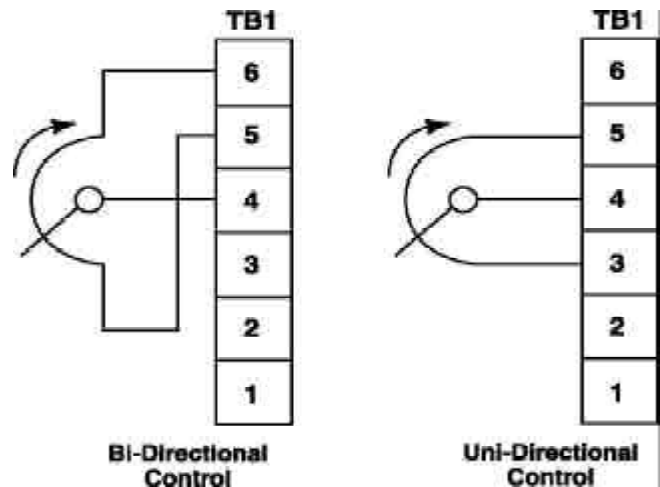 TB1
6
5
4
3
2
1
Bi-Directional
Control
TB1
6
5
4
3
2
1
Uni-Directional
Control